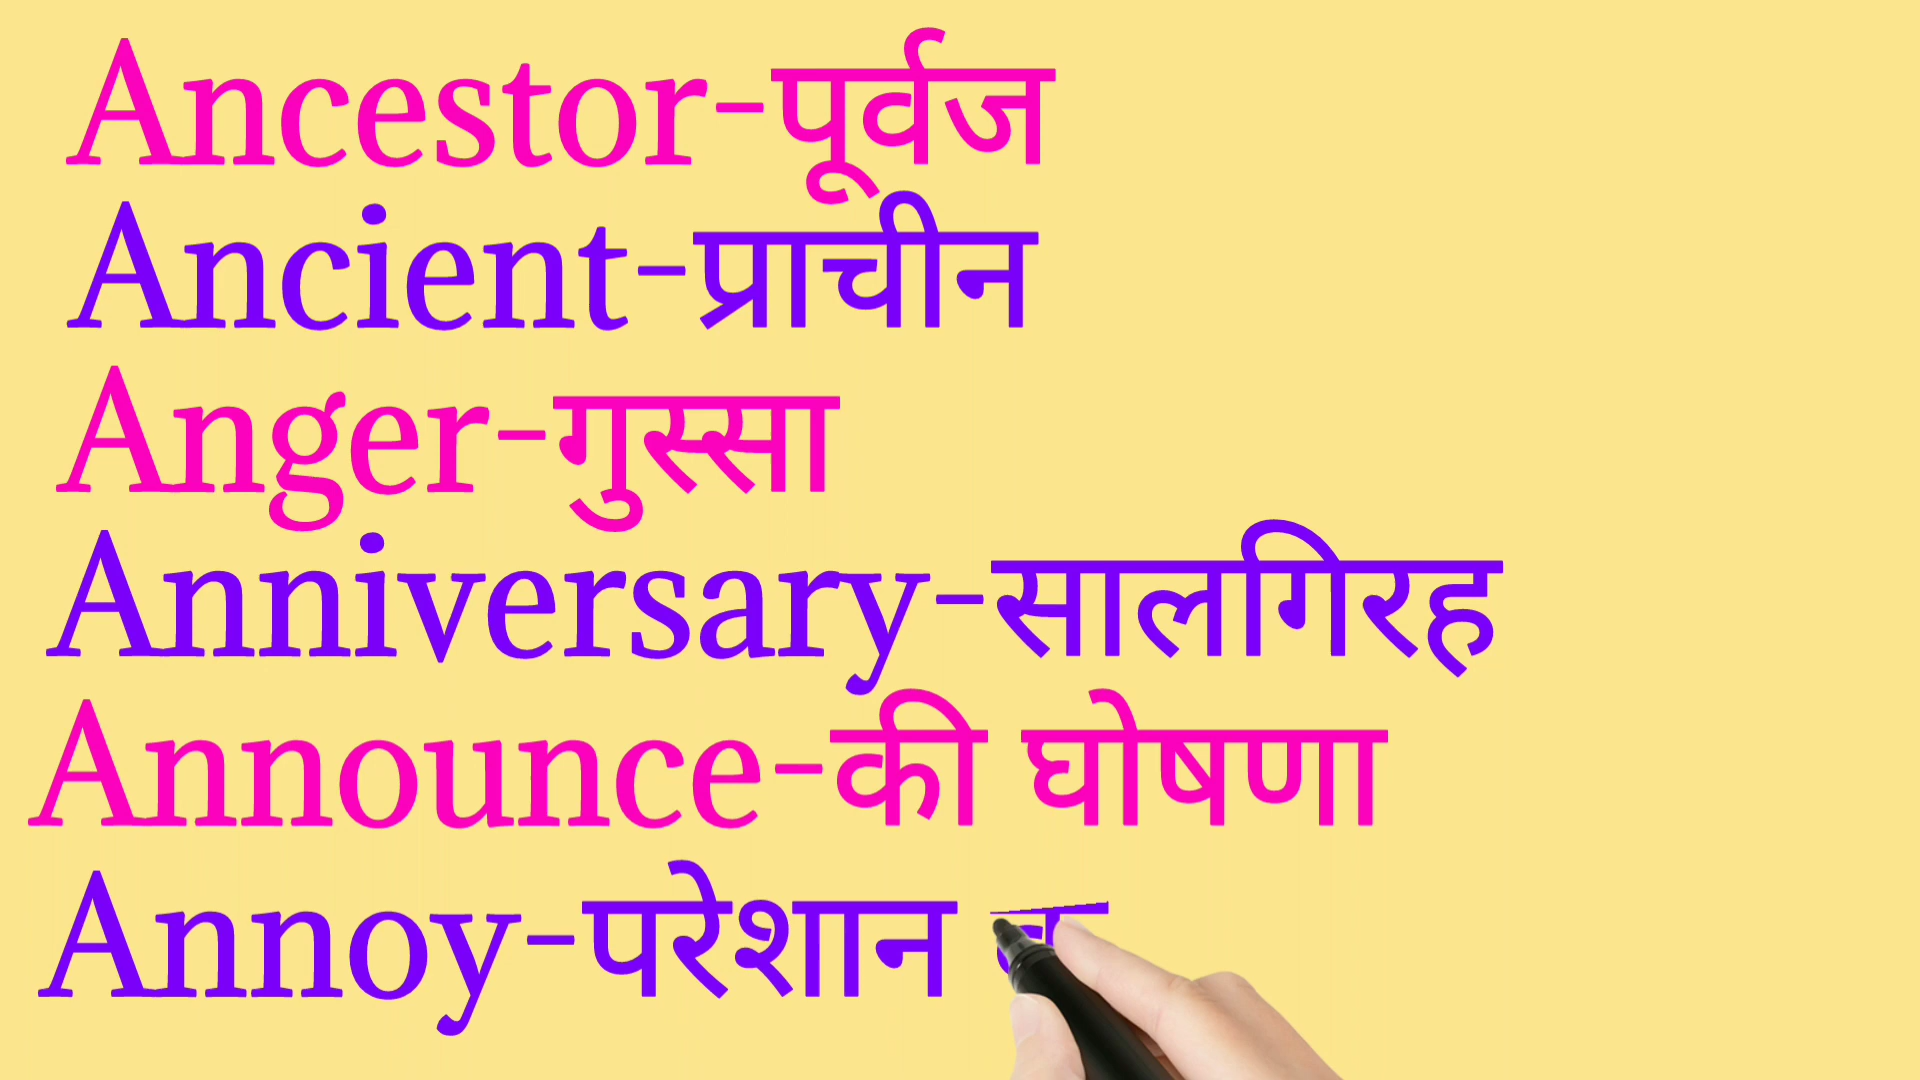 Ancestor-पूर्वज
Ancient-प्राचीन
Anger-गुस्सा
Anniversary-सालगिरह
Announce-की घोषणा
Annoy-परेशान